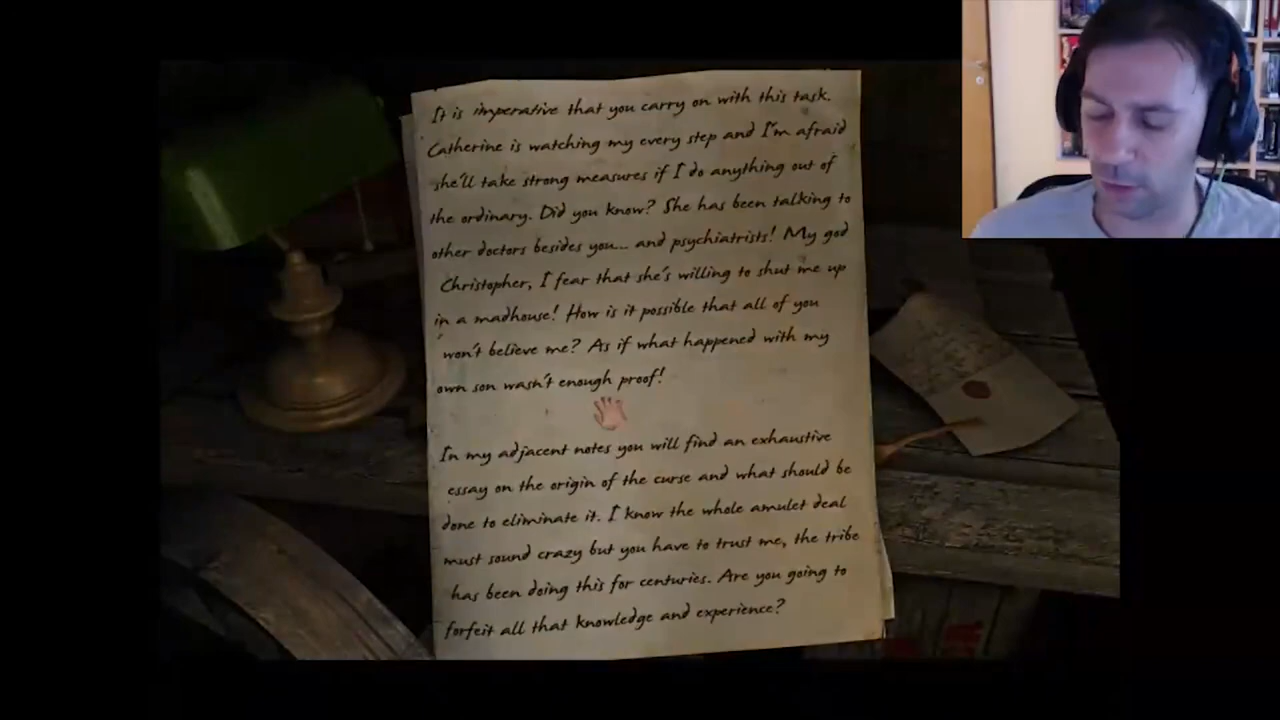 It is imperative that you carry on with this task.
Catherine is watching my every step and I'm afraid
she'll take strong measures if I do anything out of
the ordinary. Did you know? She has been talking to
other doctors besides you... and psychiatrists! My god
Christopher, I fear that she's willing to shut me up
in a madhouse! How is it possible that all of you
won't believe me? As if what happened with my
own son wasn't enough proof!
In my adjacent notes you will find an exhaustive
essay on the origin of the curse and what should be
done to eliminate it. I know the whole amulet deal
must sound crazy but you have to trust me, the tribe
has been doing this for centuries. Are you going to
forfeit all that knowledge and experience?